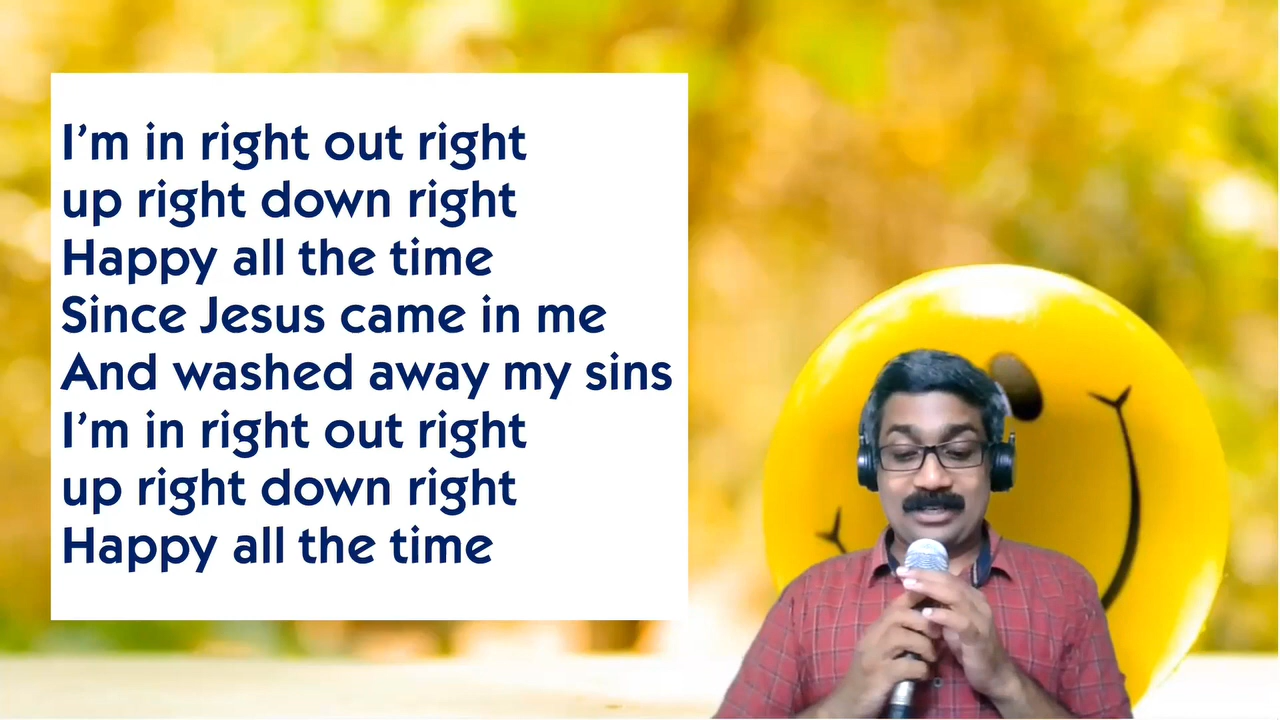 I'm in right out right
up right down right
Happy all the time
Since Jesus came in me
And washed away my sins
I'm in right out right
up right down right
Happy all the time